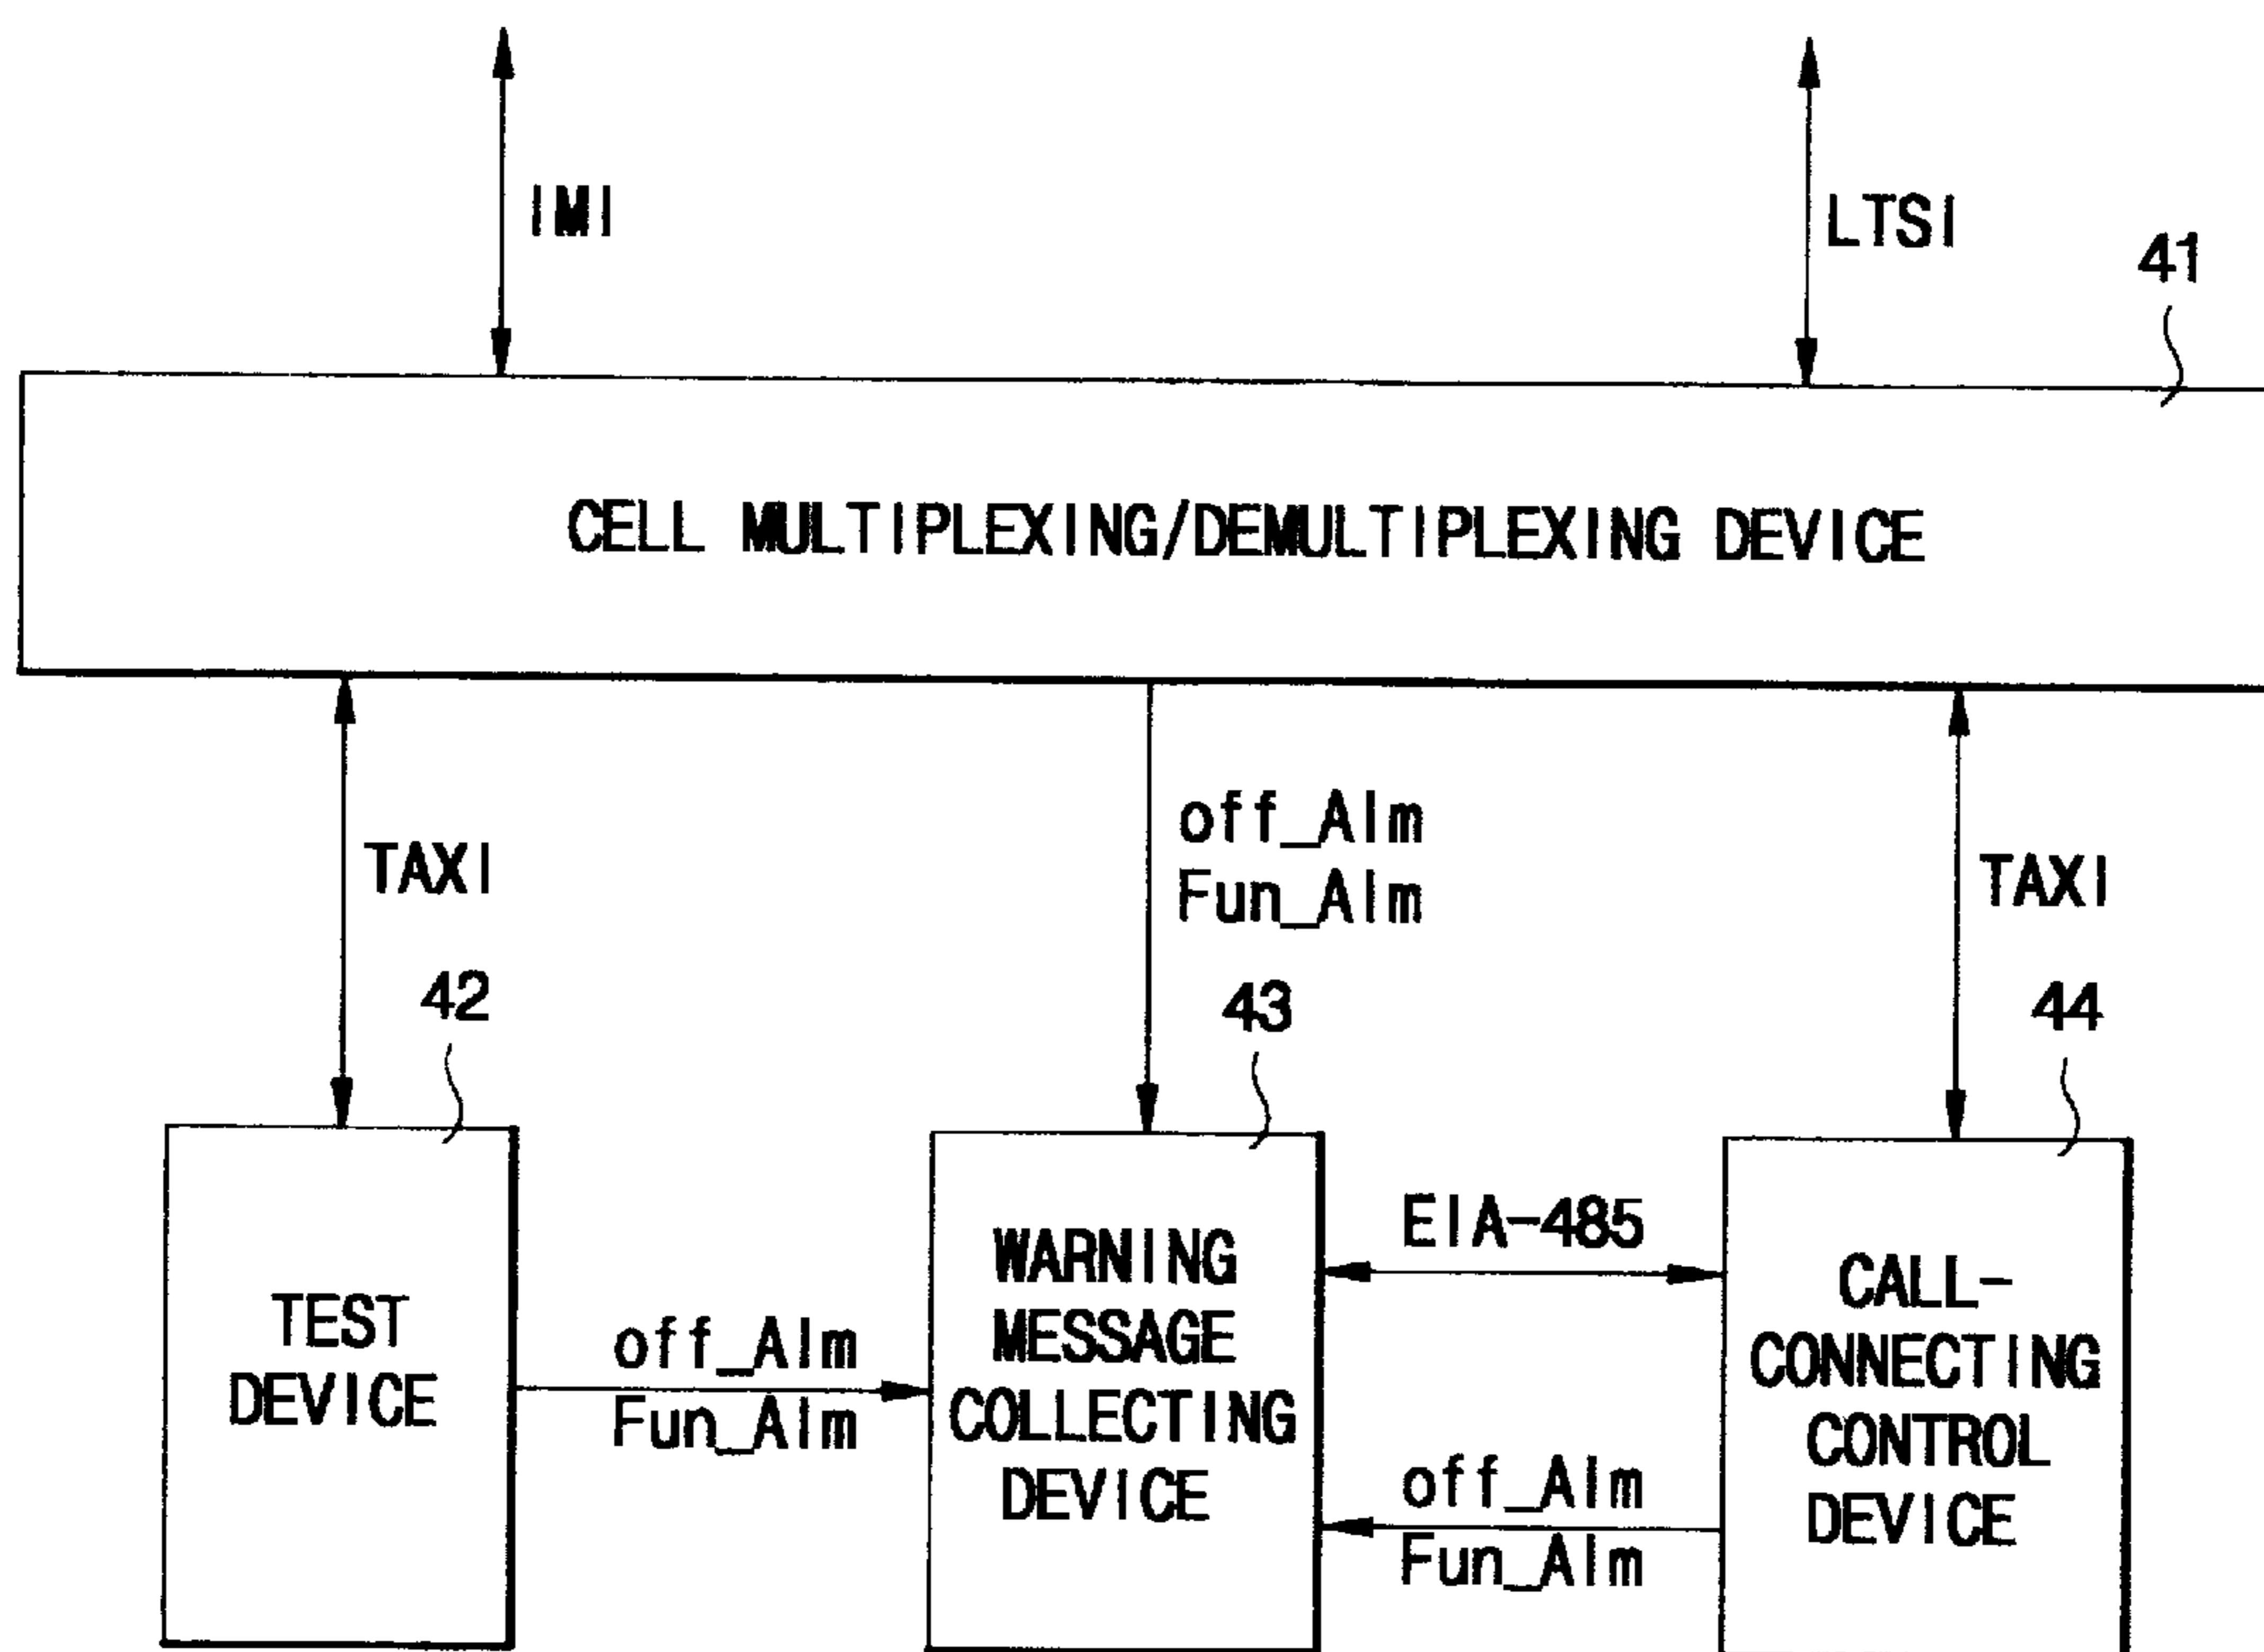 IMI
LTSI
41
CELL MULTIPLEXING/DEMULTIPLEXING DEVICE
TAXI
off_Alm
Fun_Alm
TAXI
42
43
44
TEST
DEVICE
off_Alm
Fun_Alm
WARNING
MESSAGE
COLLECTING
DEVICE
EIA-485
off_Alm
Fun_Alm
CALL-
CONNECTING
CONTROL
DEVICE